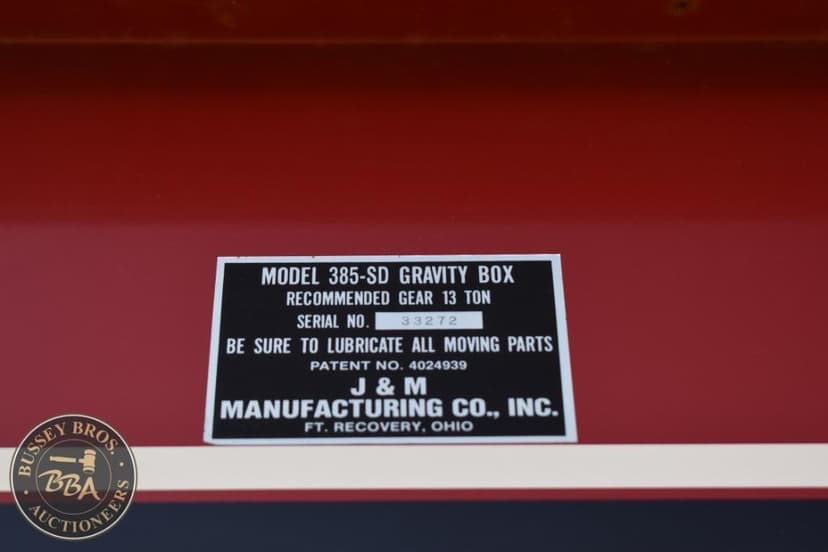 MODEL 385-SD GRAVITY BOX
RECOMMENDED GEAR 13 TON
SERIAL NO. 33272
BE SURE TO LUBRICATE ALL MOVING PARTS
PATENT NO. 4024939
J & M
MANUFACTURING CO., INC.
FT. RECOVERY, OHIO
BUSSEY BROS.
BBA
AUCTIONEERS